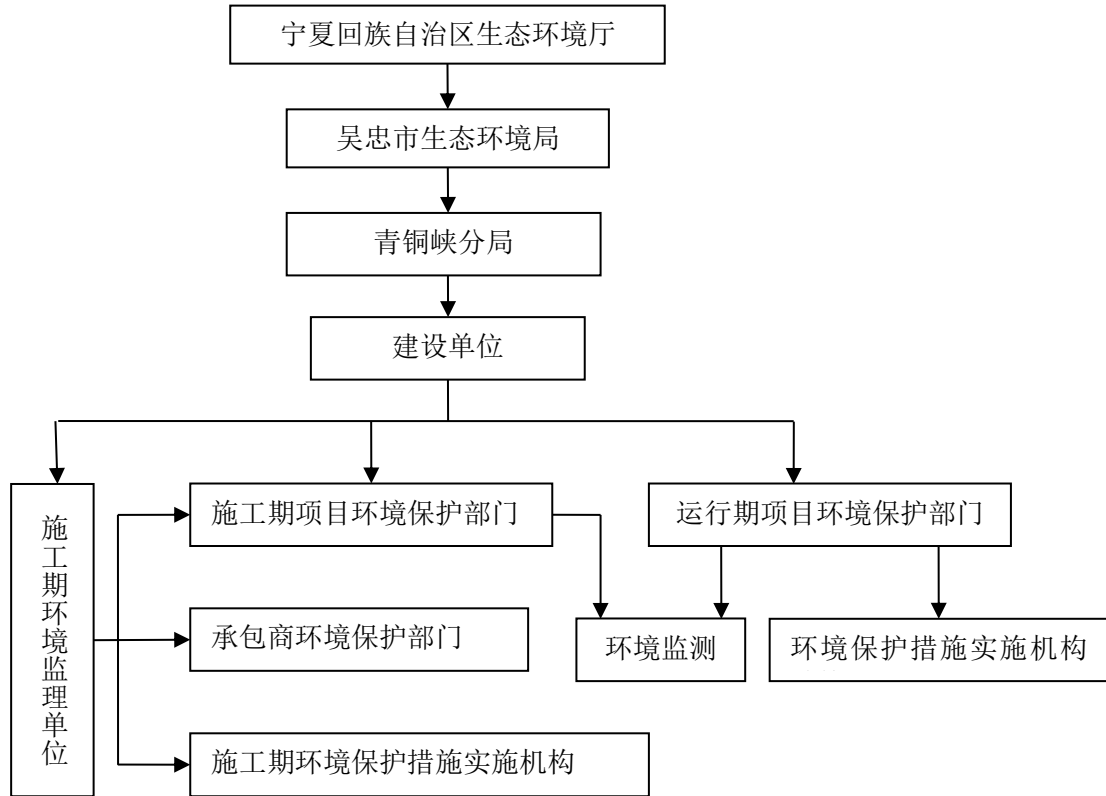 宁夏回族自治区生态环境厅
吴忠市生态环境局
青铜峡分局
建设单位
施工期环境监理单位
施工期项目环境保护部门
运行期项目环境保护部门
承包商环境保护部门
环境监测
环境保护措施实施机构
施工期环境保护措施实施机构